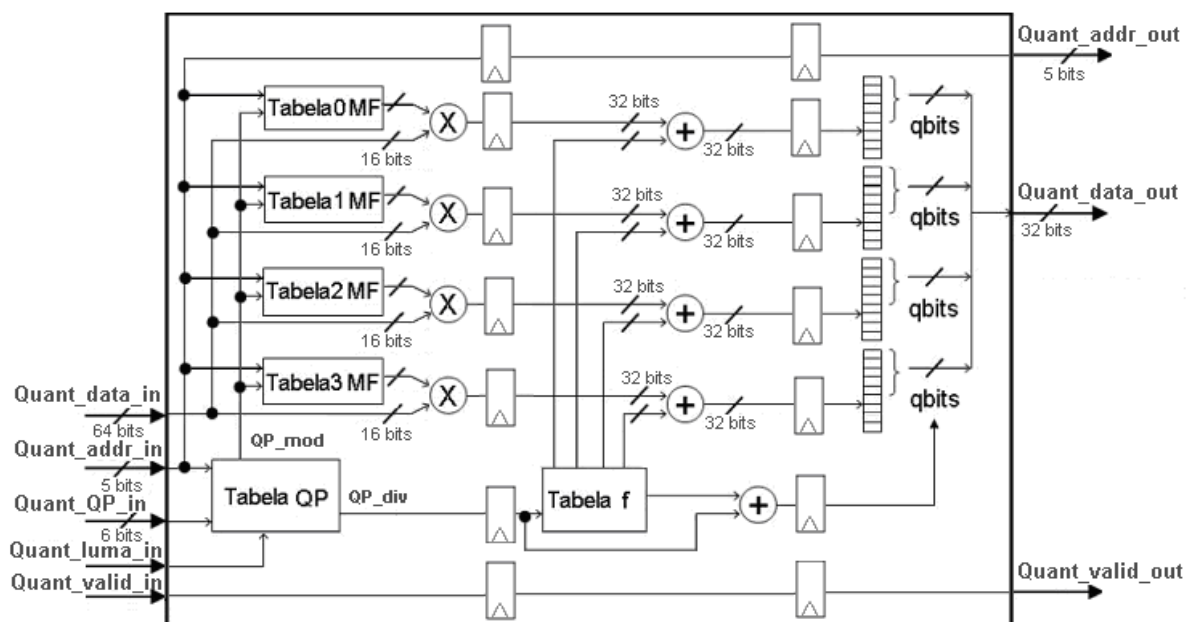 Quant_addr_out
5 bits
Tabela0 MF
X
16 bits
32 bits
+
32 bits
qbits
Tabela1 MF
X
16 bits
32 bits
+
32 bits
qbits
Quant_data_out
32 bits
Tabela2 MF
X
16 bits
32 bits
+
32 bits
qbits
Tabela3 MF
X
16 bits
32 bits
+
32 bits
qbits
Quant_data_in
64 bits
Quant_addr_in
5 bits
QP_mod
Tabela QP
QP_div
Tabela f
+
Quant_QP_in
6 bits
Quant_luma_in
Quant_valid_in
Quant_valid_out